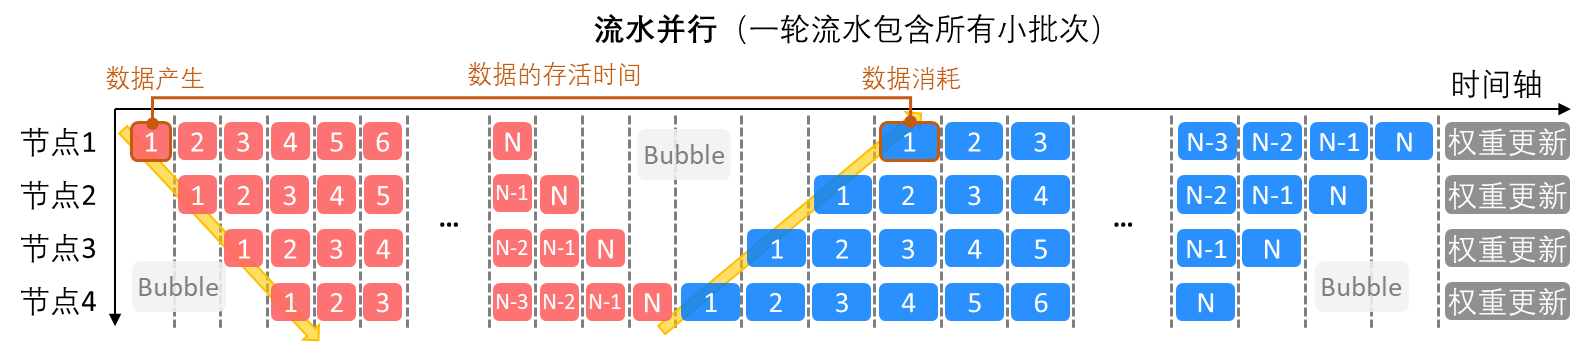 流水并行（一轮流水包含所有小批次）
数据产生 数据的存活时间 数据消耗
时间轴
节点1 1 2 3 4 5 6 N Bubble 1 2 3 N-3 N-2 N-1 N 权重更新
节点2 1 2 3 4 5 N-1 N 1 2 3 4 N-2 N-1 N 权重更新
... ...
节点3 1 2 3 4 N-2 N-1 N 1 2 3 4 5 N-1 N 权重更新
Bubble Bubble
节点4 1 2 3 N-3 N-2 N-1 N 1 2 3 4 5 6 N 权重更新